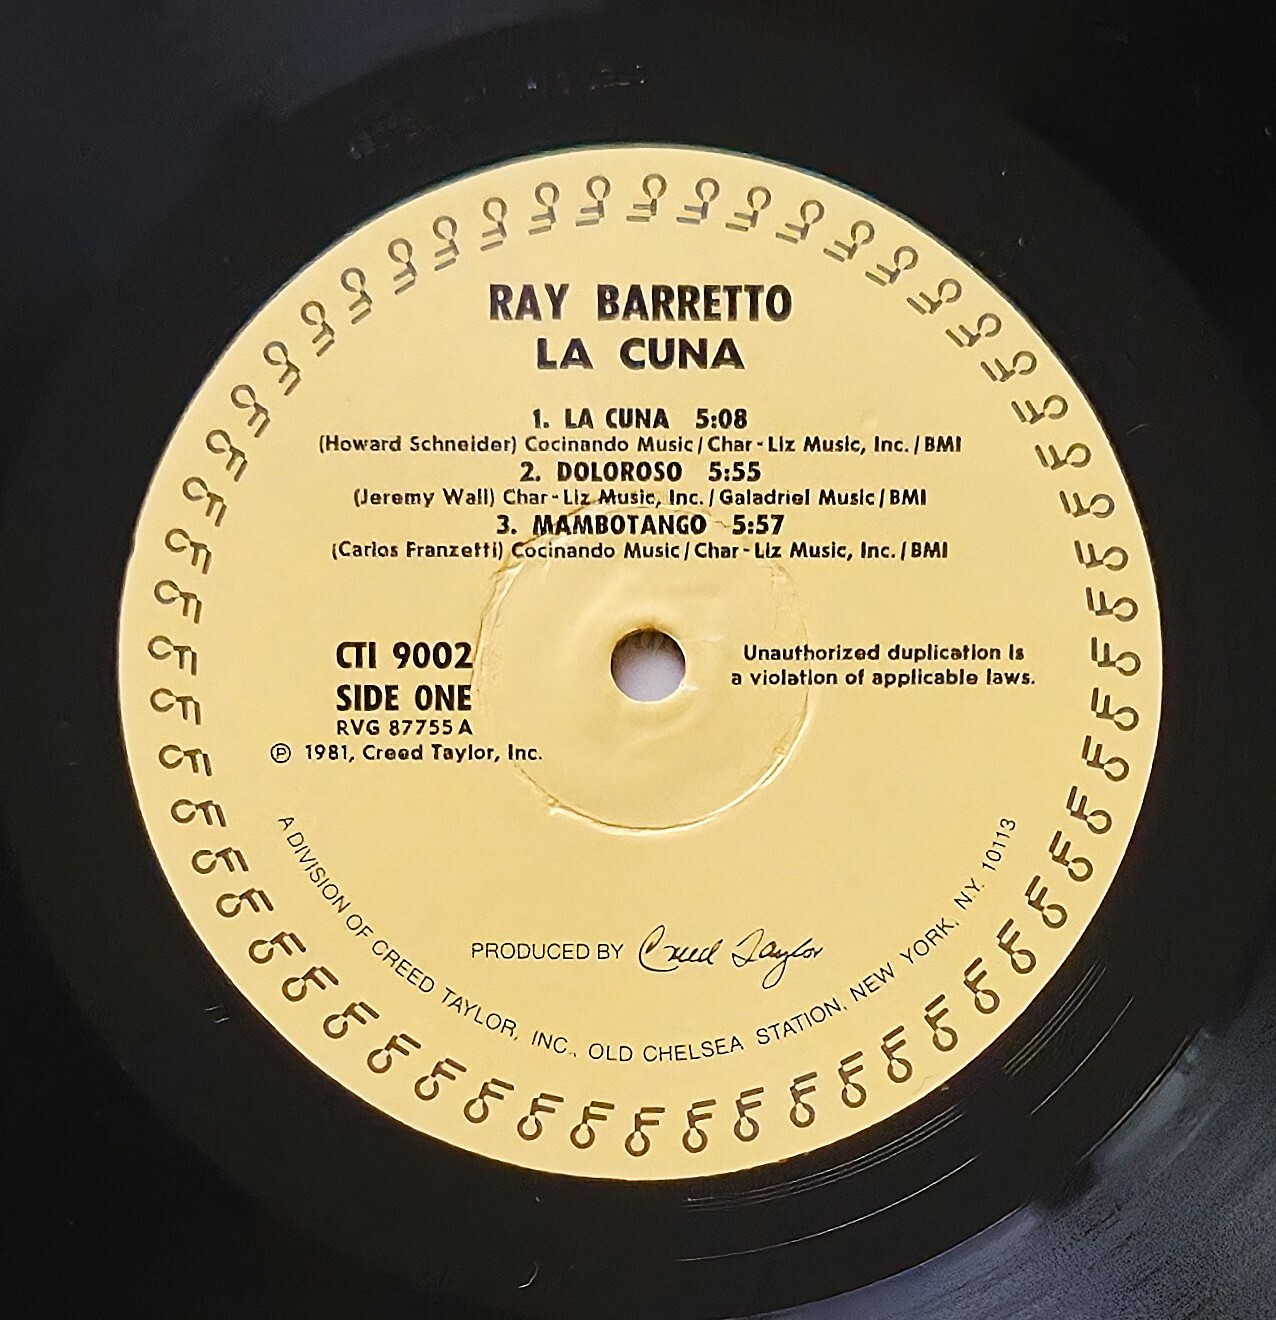 RAY BARRETTO
LA CUNA
1. LA CUNA 5:08
(Howard Schneider) Cocinando Music/Char-Liz Music, Inc./BMI
2. DOLOROSO 5:55
(Jeremy Wall) Char-Liz Music, Inc./Galadriel Music/BMI
3. MAMBOTANGO 5:57
(Carlos Franzetti) Cocinando Music/Char-Liz Music, Inc./BMI
CTI 9002
SIDE ONE
RVG 87755 A
℗ 1981, Creed Taylor, Inc.
Unauthorized duplication is
a violation of applicable laws.
PRODUCED BY Creed Taylor
A DIVISION OF CREED TAYLOR, INC., OLD CHELSEA STATION, NEW YORK, N.Y. 10113